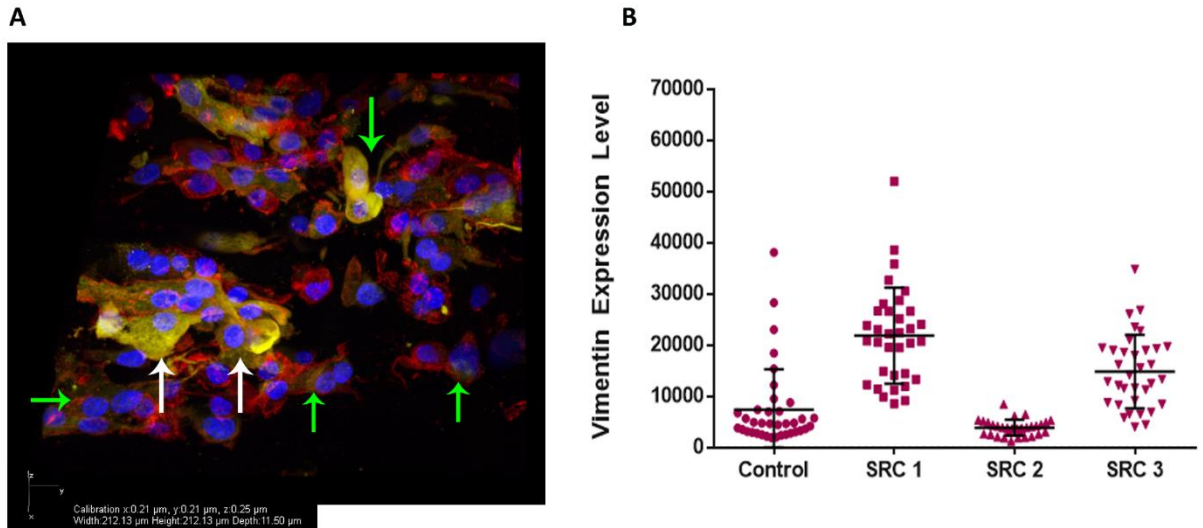 A
z
y
x
Calibration x:0.21 µm, y:0.21 µm, z:0.25 µm
Width:212.13 µm Height:212.13 µm Depth:11.50 µm
B
Vimentin Expression Level
70000
60000
50000
40000
30000
20000
10000
0
Control SRC 1 SRC 2 SRC 3